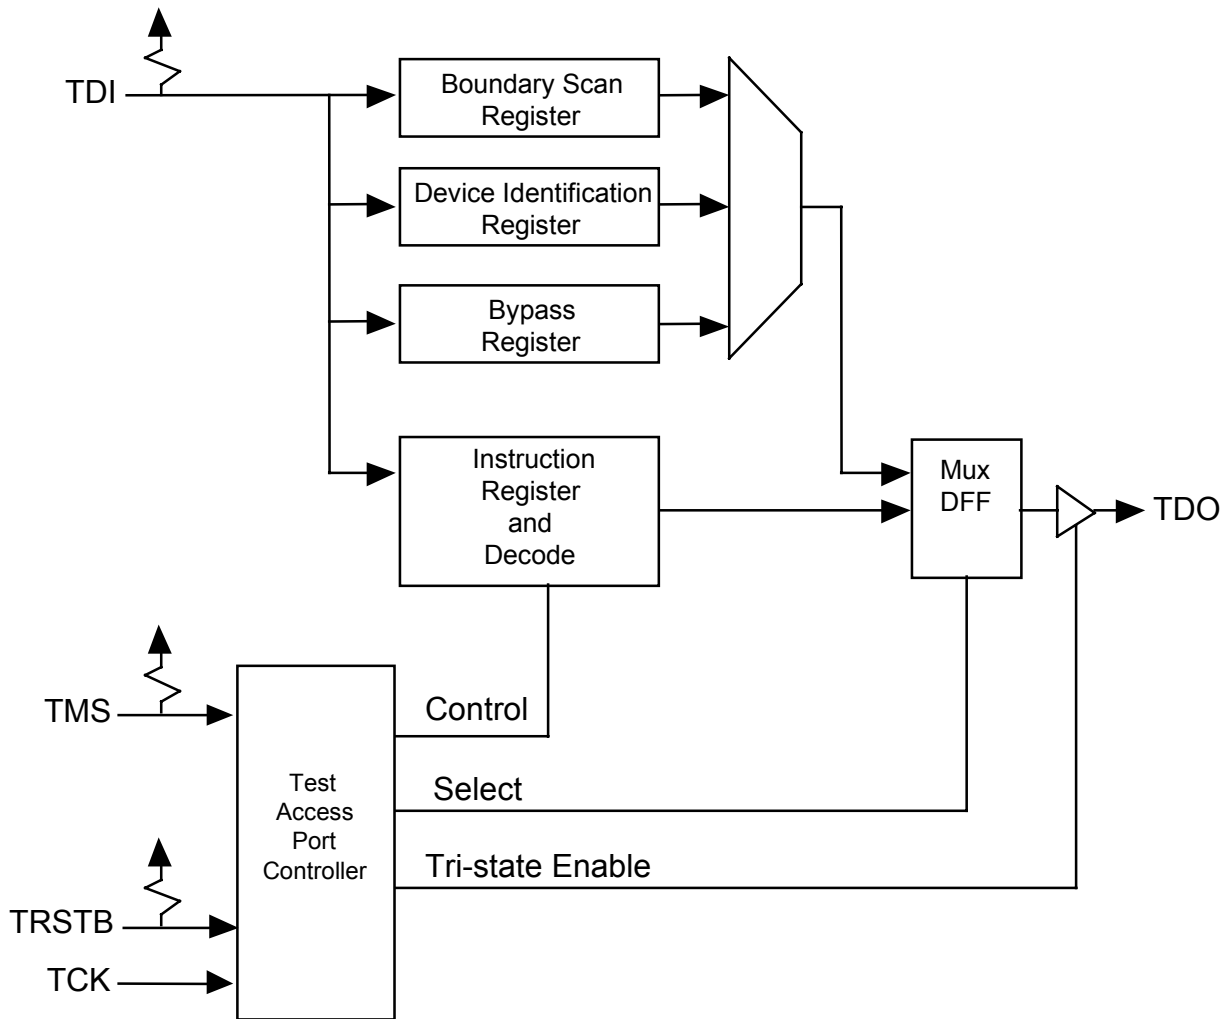 TDI
Boundary Scan
Register
Device Identification
Register
Bypass
Register
Instruction
Register
and
Decode
Mux
DFF
TDO
TMS
Control
Test
Access
Port
Controller
Select
Tri-state Enable
TRSTB
TCK